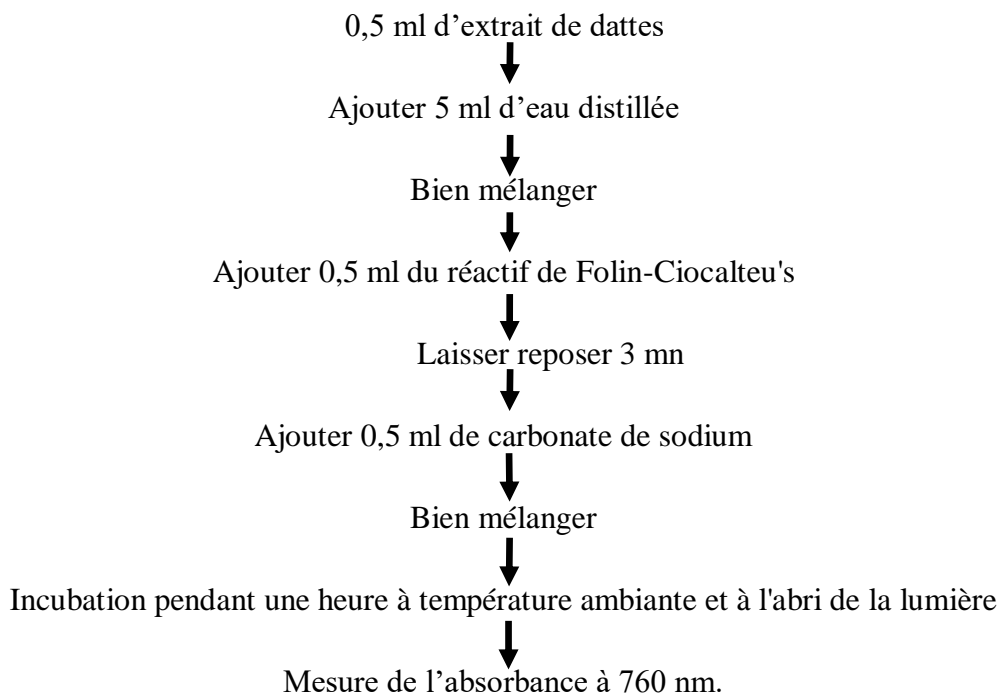 0,5 ml d’extrait de dattes
Ajouter 5 ml d’eau distillée
Bien mélanger
Ajouter 0,5 ml du réactif de Folin-Ciocalteu's
Laisser reposer 3 mn
Ajouter 0,5 ml de carbonate de sodium
Bien mélanger
Incubation pendant une heure à température ambiante et à l'abri de la lumière
Mesure de l’absorbance à 760 nm.